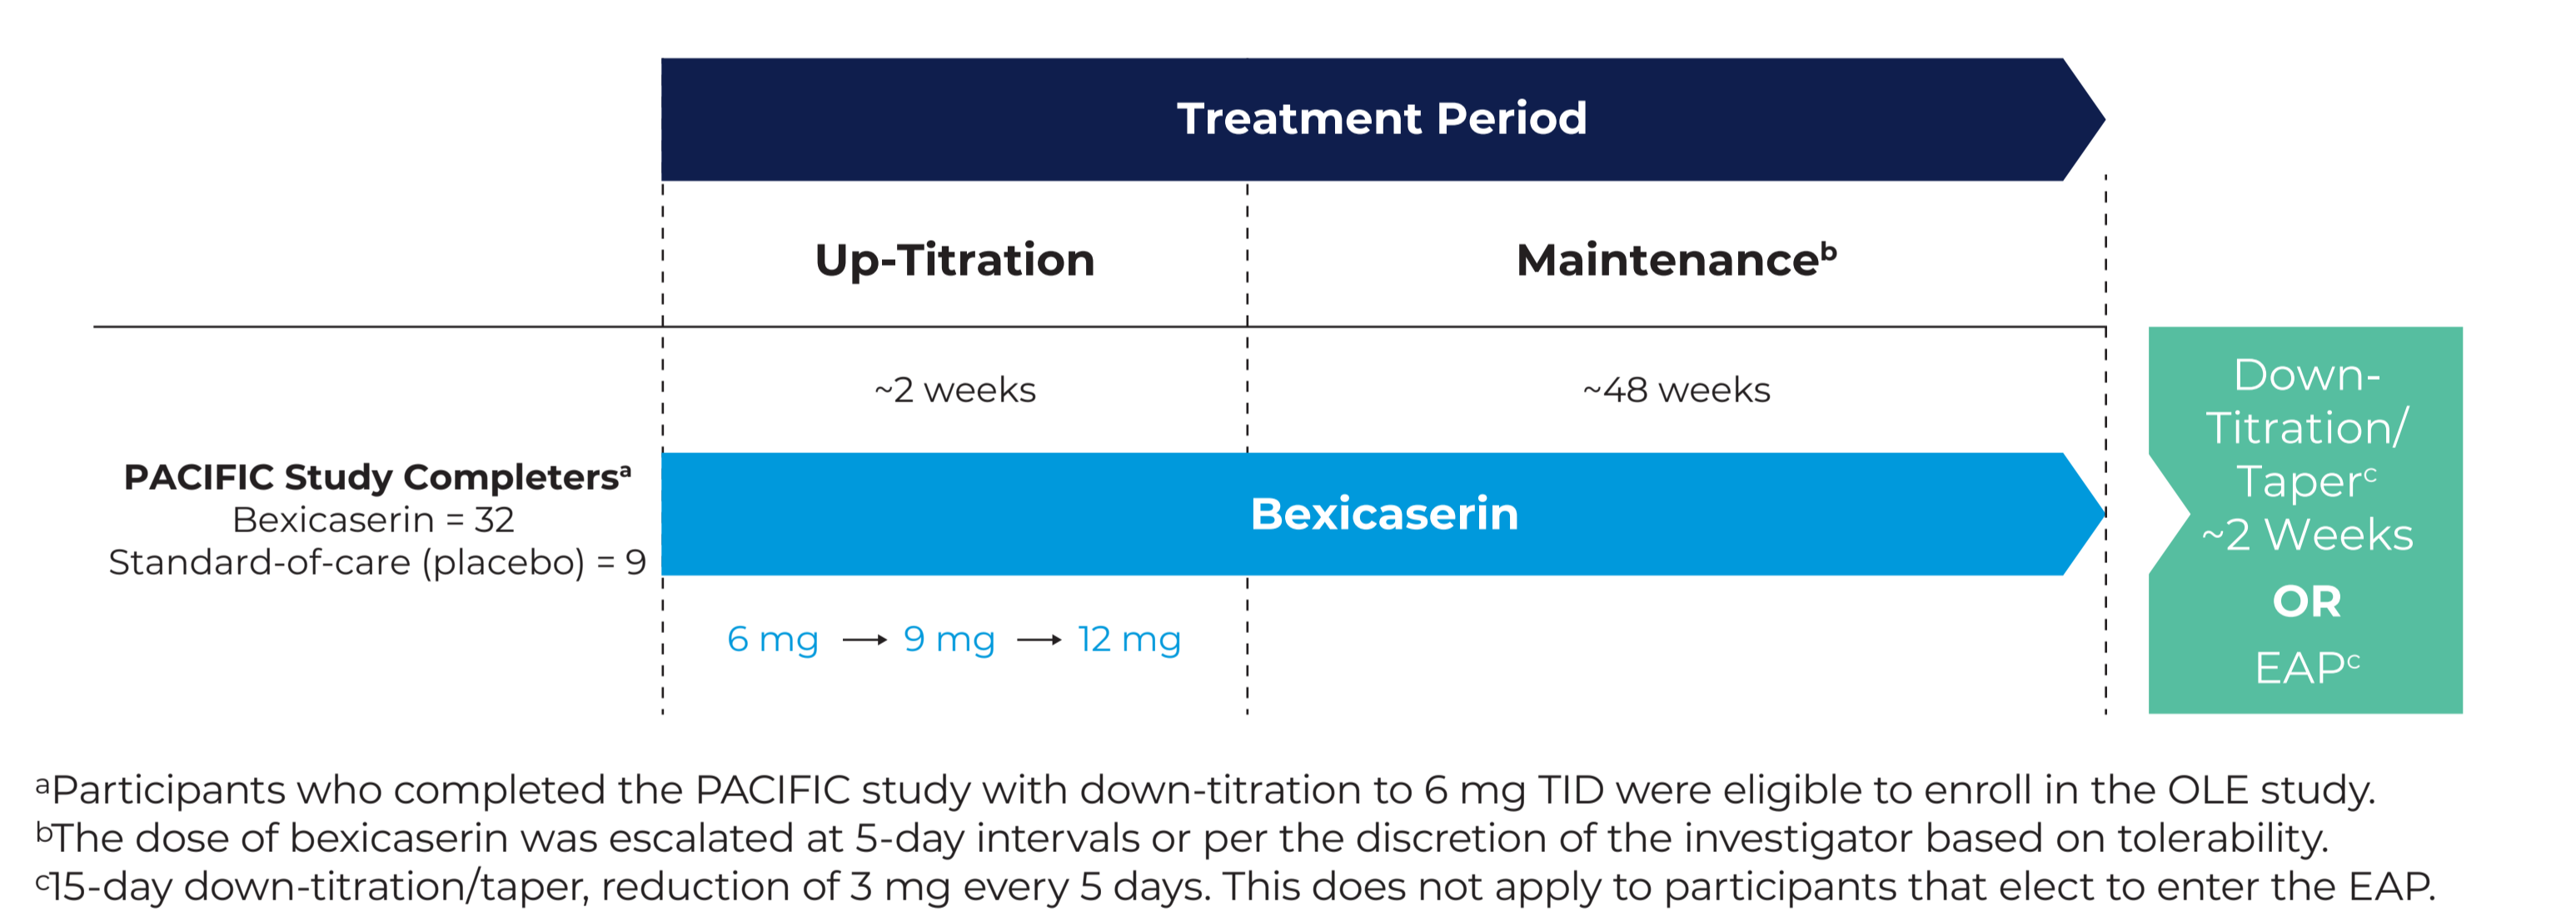 Treatment Period
Up-Titration
Maintenanceᵇ
~2 weeks
~48 weeks
PACIFIC Study Completersᵃ
Bexicaserin = 32
Standard-of-care (placebo) = 9
Bexicaserin
6 mg → 9 mg → 12 mg
Down-
Titration/
Taperᶜ
~2 Weeks
OR
EAPᶜ
ᵃParticipants who completed the PACIFIC study with down-titration to 6 mg TID were eligible to enroll in the OLE study.
ᵇThe dose of bexicaserin was escalated at 5-day intervals or per the discretion of the investigator based on tolerability.
ᶜ15-day down-titration/taper, reduction of 3 mg every 5 days. This does not apply to participants that elect to enter the EAP.